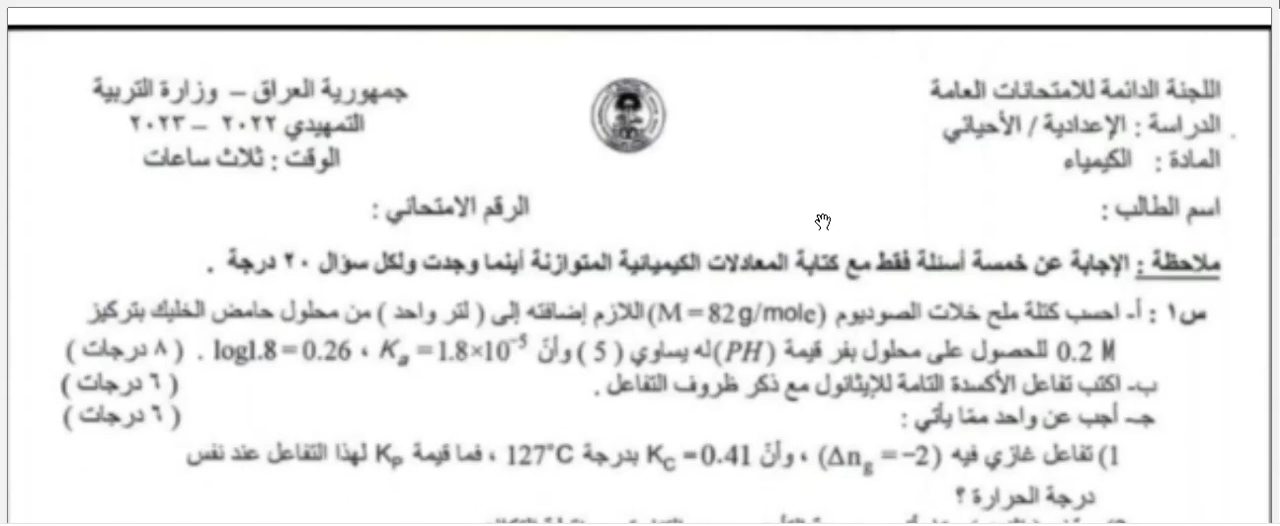 اللجنة الدائمة للامتحانات العامة
الدراسة : الإعدادية / الأحيائي
المادة : الكيمياء
جمهورية العراق – وزارة التربية
التمهيدي ٢٠٢٢ – ٢٠٢٣
الوقت : ثلاث ساعات
اسم الطالب :
الرقم الامتحاني :
ملاحظة : الإجابة عن خمسة أسئلة فقط مع كتابة المعادلات الكيميائية المتوازنة أينما وجدت ولكل سؤال ٢٠ درجة .
س١ : أ- احسب كتلة ملح خلات الصوديوم (M = 82 g/mole) اللازم إضافته إلى ( لتر واحد ) من محلول حامض الخليك بتركيز
0.2 M للحصول على محلول بفر قيمة (PH) له يساوي ( 5 ) وأنّ Ka = 1.8×10⁻⁵ ، log1.8 = 0.26 . ( ٨ درجات )
ب- اكتب تفاعل الأكسدة التامة للإيثانول مع ذكر ظروف التفاعل . ( ٦ درجات )
جـ- أجب عن واحد ممّا يأتي : ( ٦ درجات )
1) تفاعل غازي فيه (Δng = −2) ، وأنّ KC = 0.41 بدرجة 127°C ، فما قيمة KP لهذا التفاعل عند نفس
درجة الحرارة ؟